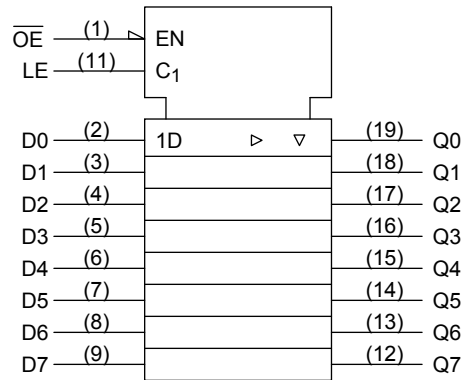 OE (1) EN
LE (11) C1
D0 (2) 1D (19) Q0
D1 (3) (18) Q1
D2 (4) (17) Q2
D3 (5) (16) Q3
D4 (6) (15) Q4
D5 (7) (14) Q5
D6 (8) (13) Q6
D7 (9) (12) Q7